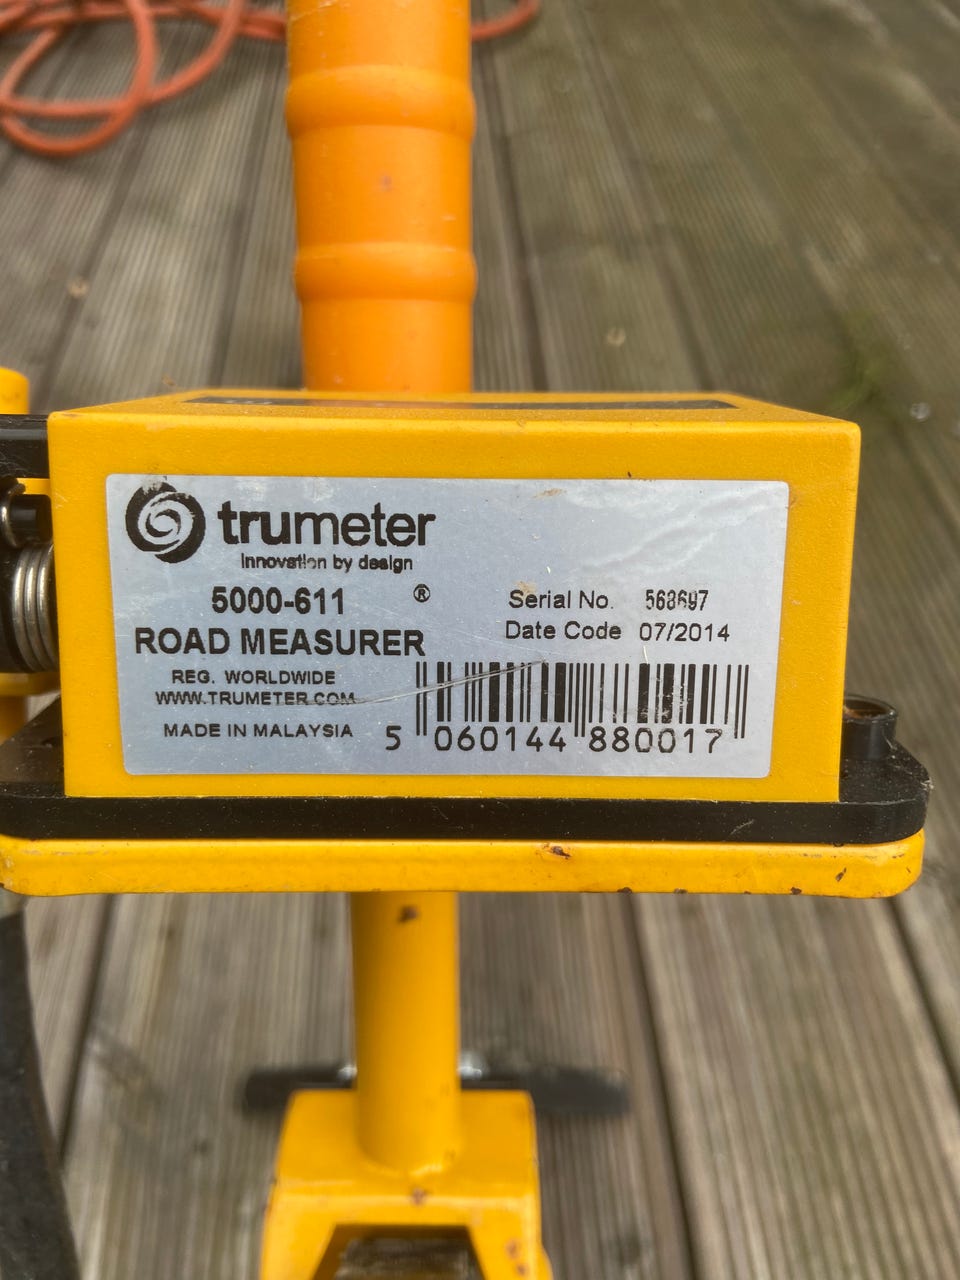 trumeter
innovation by design
5000-611 ®
ROAD MEASURER
REG. WORLDWIDE
WWW.TRUMETER.COM
MADE IN MALAYSIA
Serial No. 568697
Date Code 07/2014
5 060144 880017